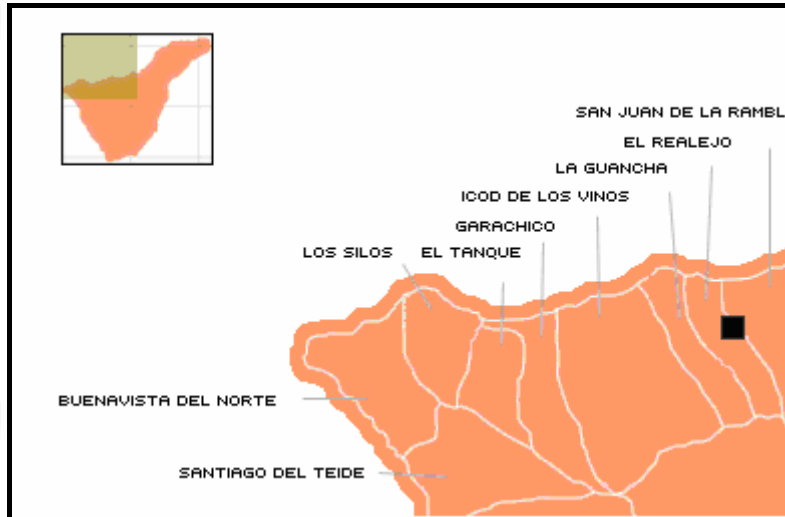 SAN JUAN DE LA RAMBL
EL REALEJO
LA GUANCHA
ICOD DE LOS VINOS
GARACHICO
LOS SILOS EL TANQUE
BUENAVISTA DEL NORTE
SANTIAGO DEL TEIDE